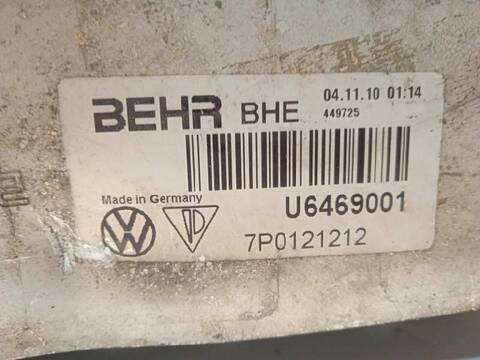 BEHR BHE 04.11.10 01:14
449725
Made in Germany
U6469001
7P0121212